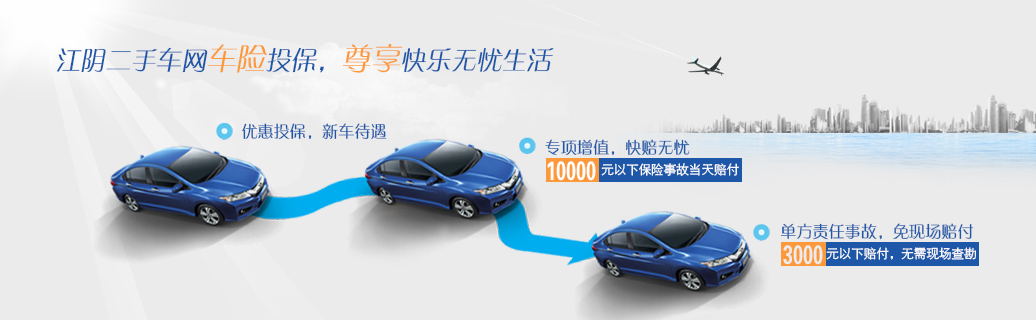 江阴二手车网车险投保，尊享快乐无忧生活
优惠投保，新车待遇
专项增值，快赔无忧
10000元以下保险事故当天赔付
单方责任事故，免现场赔付
3000元以下赔付，无需现场查勘